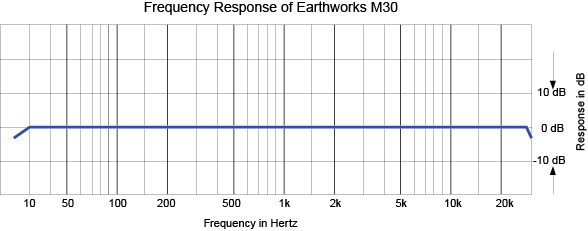 Frequency Response of Earthworks M30
10 dB
0 dB
-10 dB
Response in dB
10 50 100 200 500 1k 2k 5k 10k 20k
Frequency in Hertz